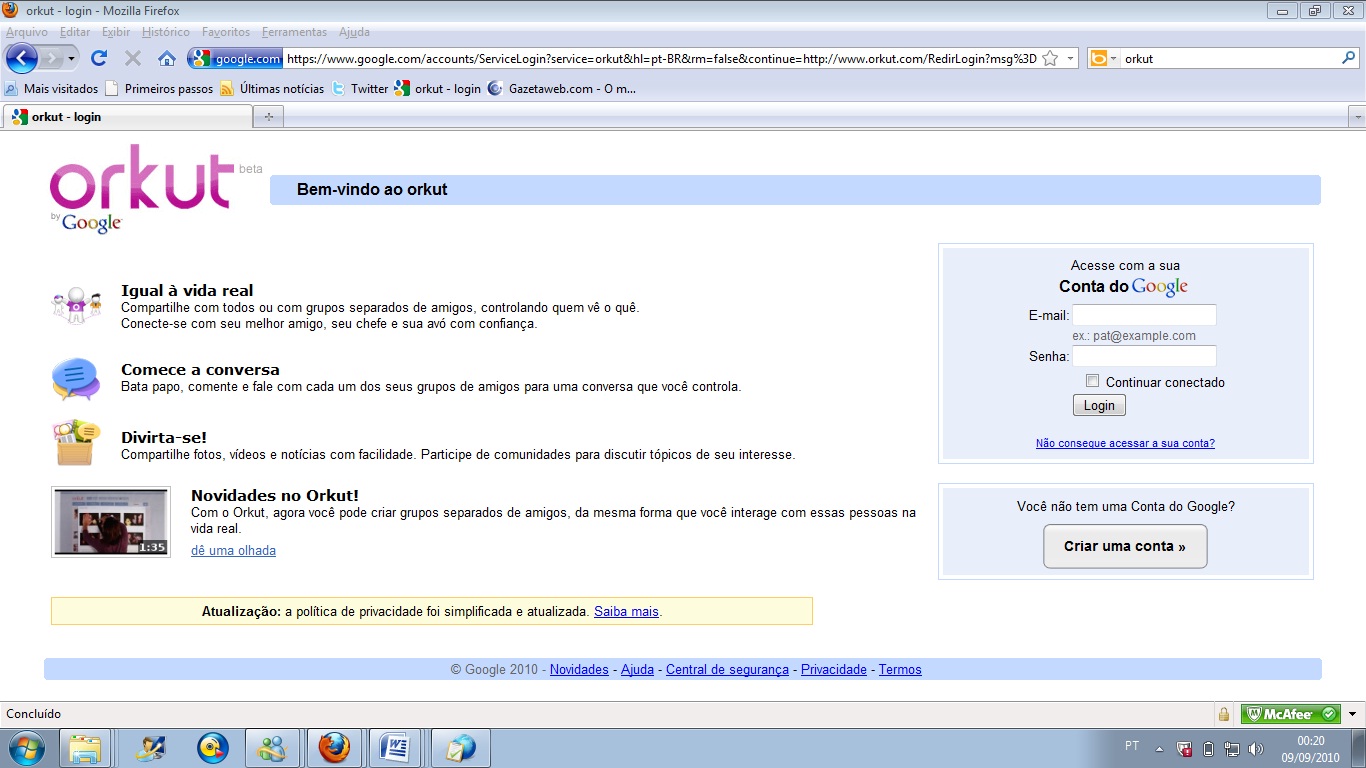 orkut - login - Mozilla Firefox
Arquivo Editar Exibir Histórico Favoritos Ferramentas Ajuda
google.com https://www.google.com/accounts/ServiceLogin?service=orkut&hl=pt-BR&rm=false&continue=http://www.orkut.com/RedirLogin?msg%3D
orkut
Mais visitados Primeiros passos Últimas notícias Twitter orkut - login Gazetaweb.com - O m...
orkut - login
orkut beta
by Google
Bem-vindo ao orkut
Igual à vida real
Compartilhe com todos ou com grupos separados de amigos, controlando quem vê o quê.
Conecte-se com seu melhor amigo, seu chefe e sua avó com confiança.
Comece a conversa
Bata papo, comente e fale com cada um dos seus grupos de amigos para uma conversa que você controla.
Divirta-se!
Compartilhe fotos, vídeos e notícias com facilidade. Participe de comunidades para discutir tópicos de seu interesse.
1:35
Novidades no Orkut!
Com o Orkut, agora você pode criar grupos separados de amigos, da mesma forma que você interage com essas pessoas na
vida real.
dê uma olhada
Acesse com a sua
Conta do Google
E-mail:
ex.: pat@example.com
Senha:
Continuar conectado
Login
Não consegue acessar a sua conta?
Você não tem uma Conta do Google?
Criar uma conta »
Atualização: a política de privacidade foi simplificada e atualizada. Saiba mais.
© Google 2010 - Novidades - Ajuda - Central de segurança - Privacidade - Termos
Concluído
McAfee
PT
00:20
09/09/2010